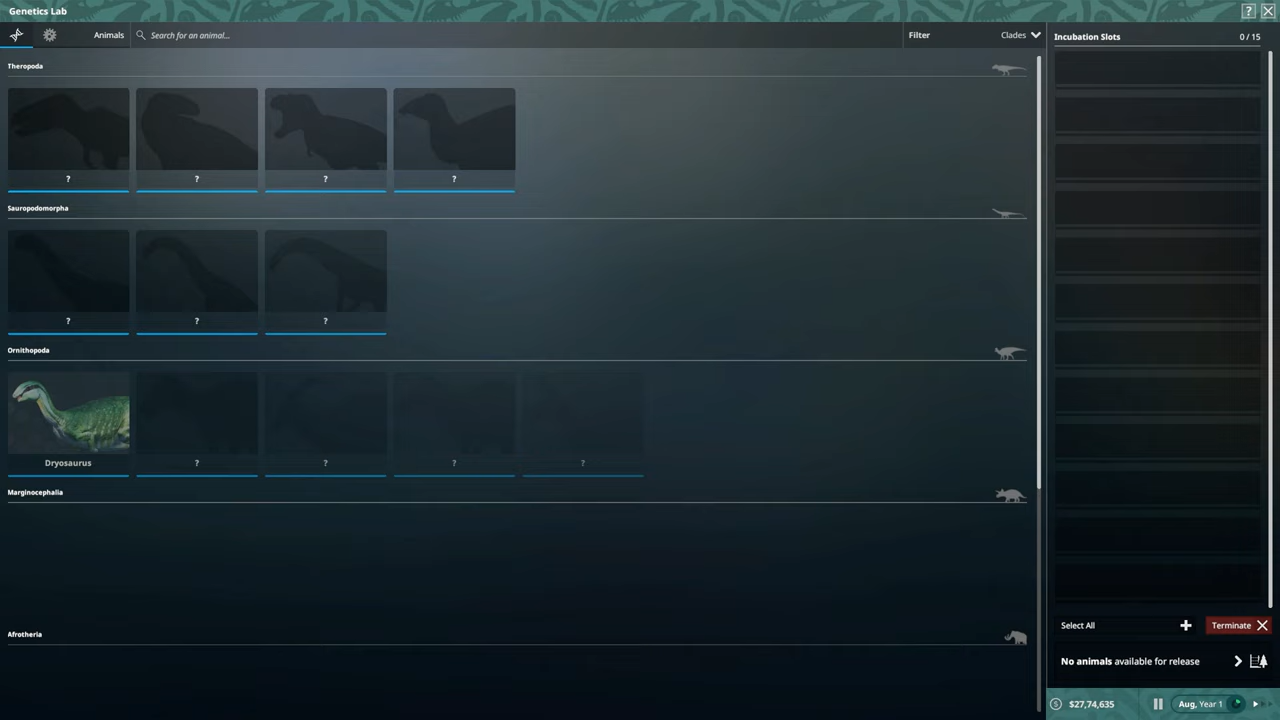 Genetics Lab
?
Animals
Search for an animal...
Filter
Clades
Incubation Slots
0 / 15
Theropoda
?
?
?
?
Sauropodomorpha
?
?
?
Ornithopoda
Dryosaurus
?
?
?
?
Marginocephalia
Afrotheria
Select All
Terminate
No animals available for release
$27,74,635
Aug, Year 1